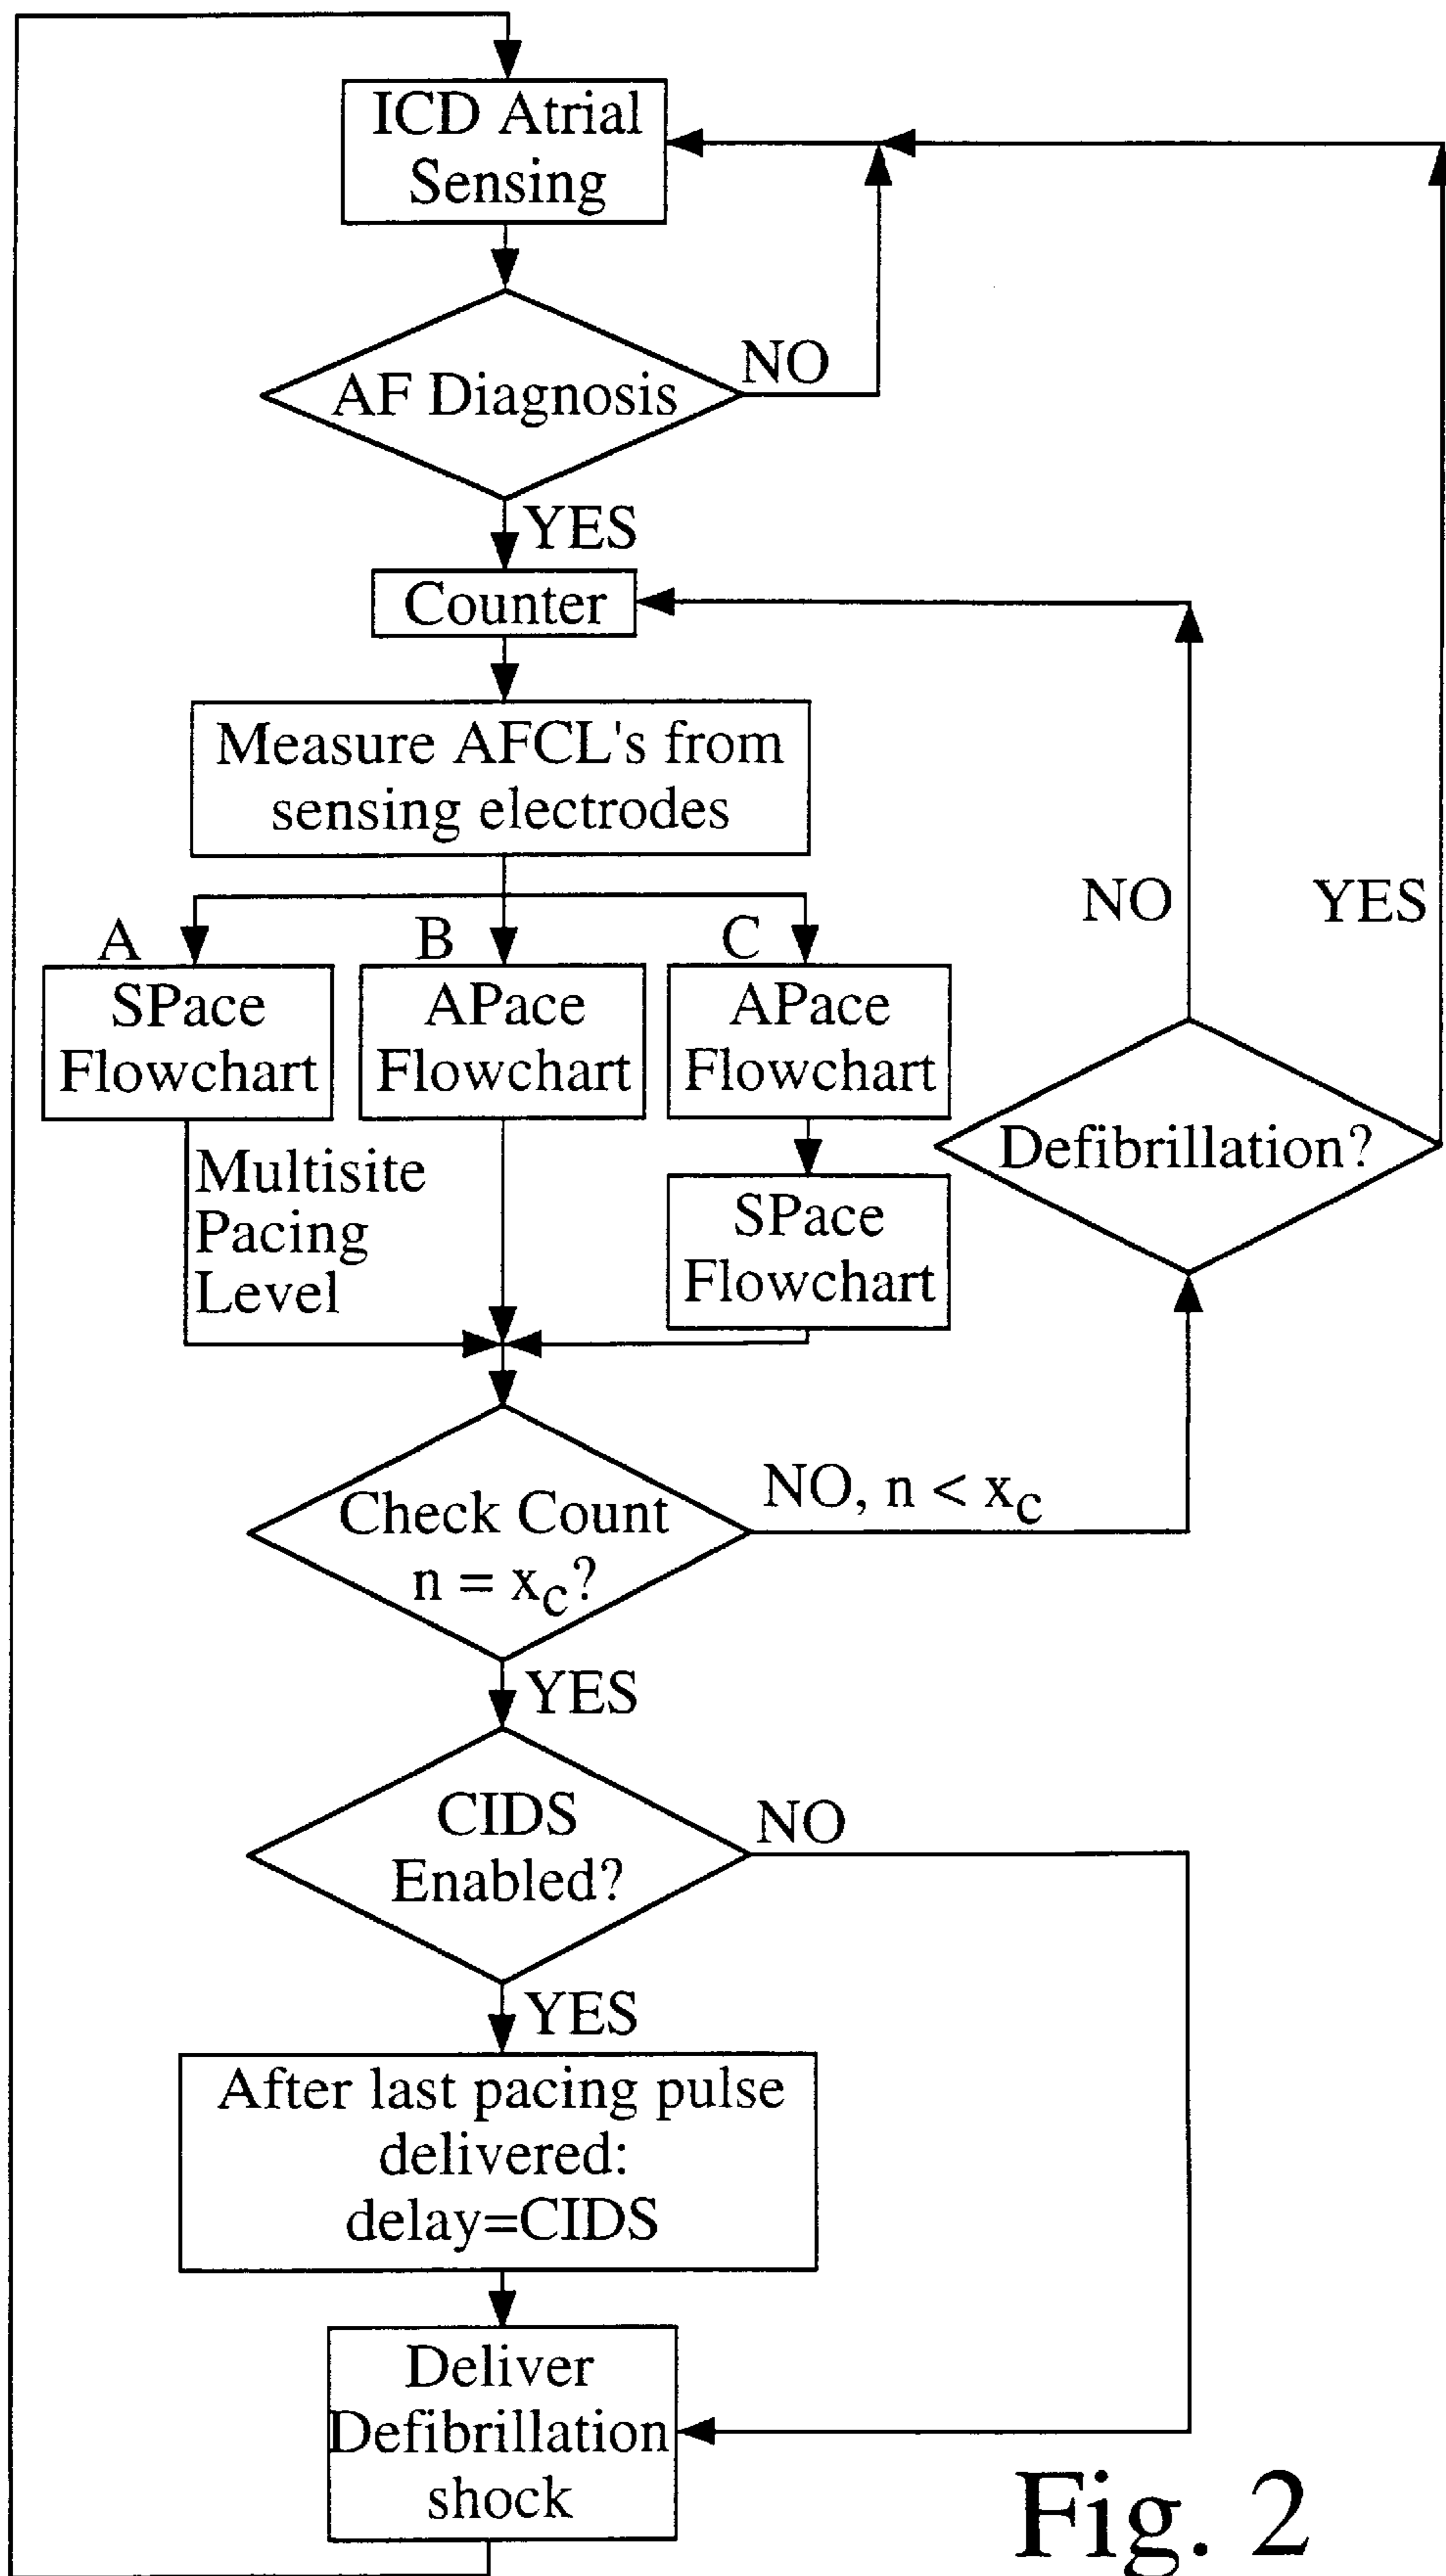 ICD Atrial
Sensing
AF Diagnosis
NO
YES
Counter
Measure AFCL's from
sensing electrodes
NO
YES
A
B
C
SPace
Flowchart
APace
Flowchart
APace
Flowchart
Multisite
Pacing
Level
SPace
Flowchart
Defibrillation?
Check Count
n = xc?
NO, n < xc
YES
CIDS
Enabled?
NO
YES
After last pacing pulse
delivered:
delay=CIDS
Deliver
Defibrillation
shock
Fig. 2